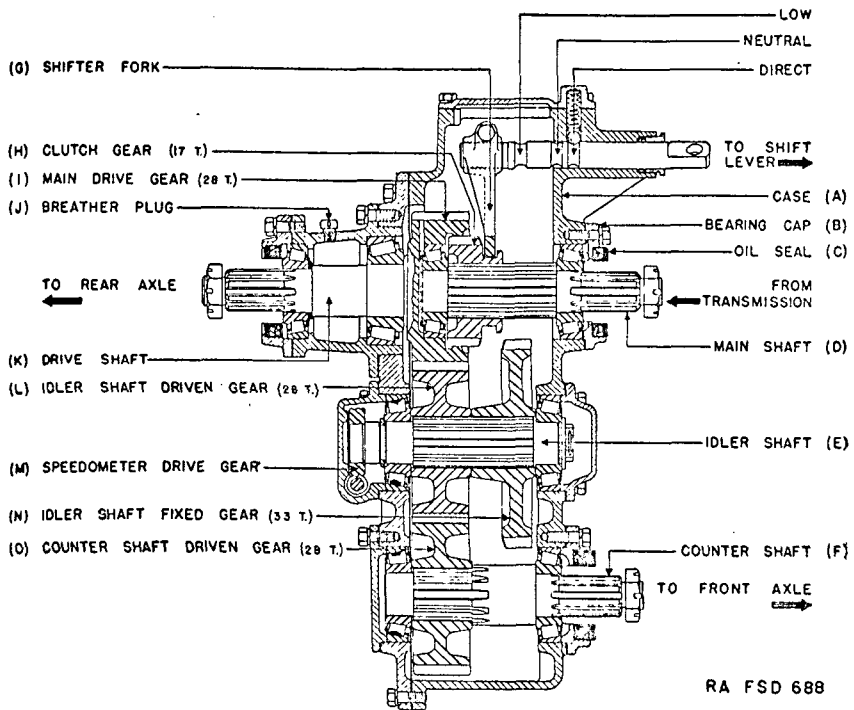 LOW
NEUTRAL
DIRECT
(G) SHIFTER FORK
(H) CLUTCH GEAR (17 T.)
(I) MAIN DRIVE GEAR (28 T.)
(J) BREATHER PLUG
TO SHIFT
LEVER
CASE (A)
BEARING CAP (B)
OIL SEAL (C)
TO REAR AXLE
FROM
TRANSMISSION
MAIN SHAFT (D)
(K) DRIVE SHAFT
(L) IDLER SHAFT DRIVEN GEAR (28 T.)
IDLER SHAFT (E)
(M) SPEEDOMETER DRIVE GEAR
(N) IDLER SHAFT FIXED GEAR (33 T.)
(O) COUNTER SHAFT DRIVEN GEAR (28 T.)
COUNTER SHAFT (F)
TO FRONT AXLE
RA FSD 688